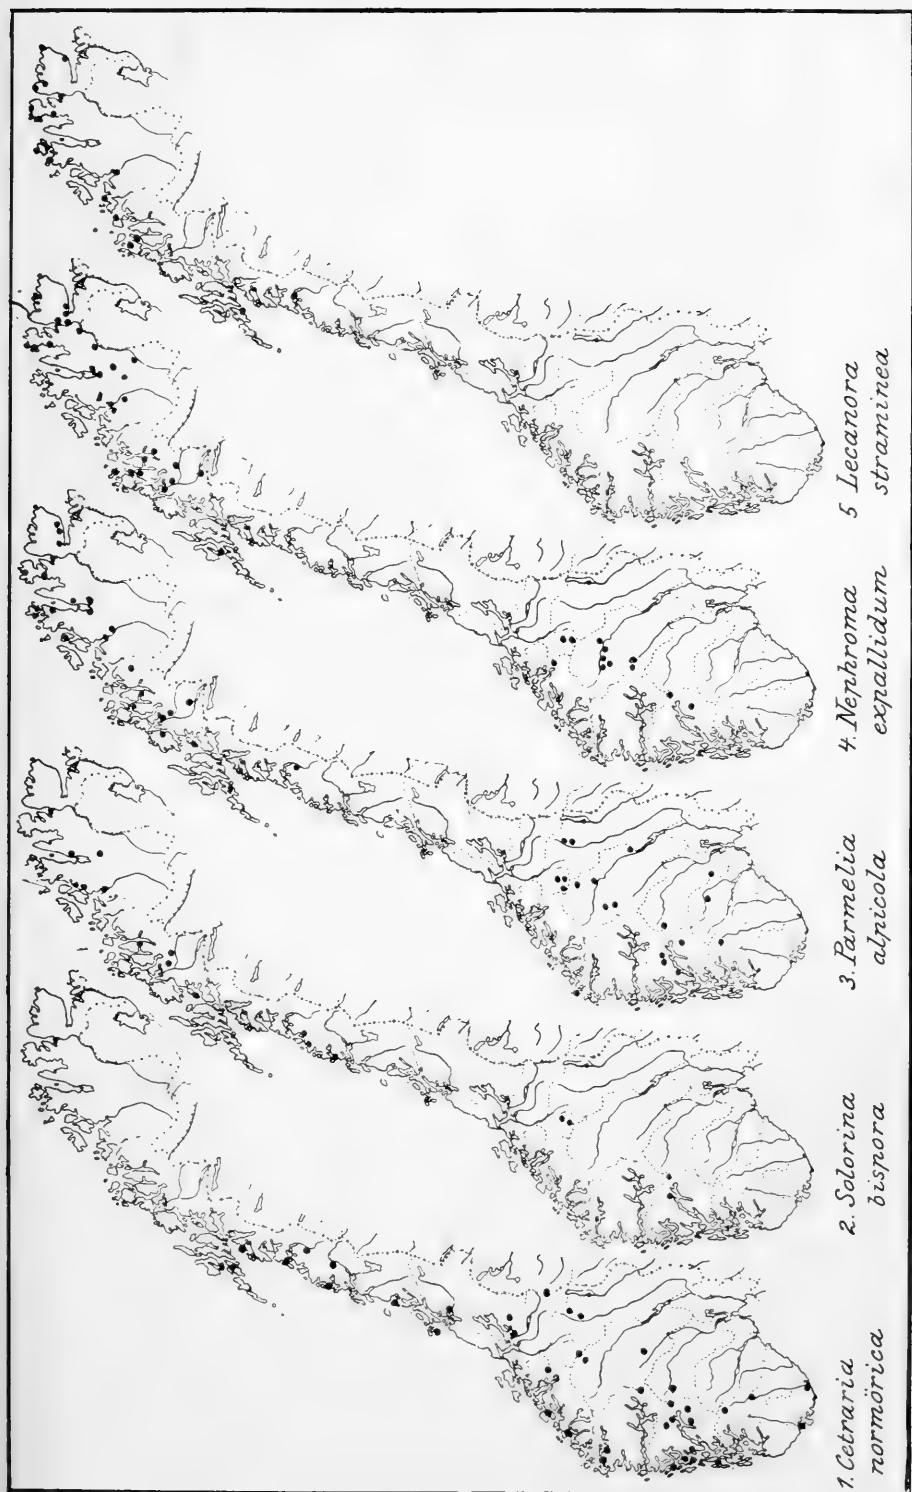 1. Cetraria
normörica
2. Solorina
bispora
3. Parmelia
alpicola
4. Nephroma
expallidum
5 Lecanora
straminea